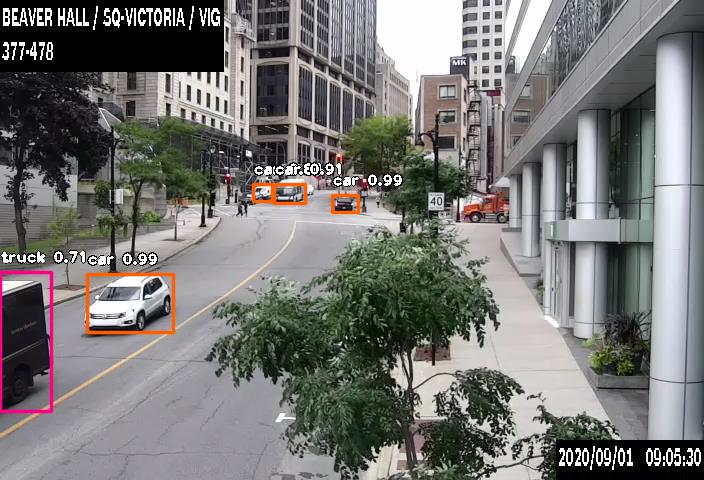 BEAVER HALL / SQ-VICTORIA / VIG
377-478
MK
car 0.91
car 0.99
40
truck 0.71
car 0.99
2020/09/01 09:05:30